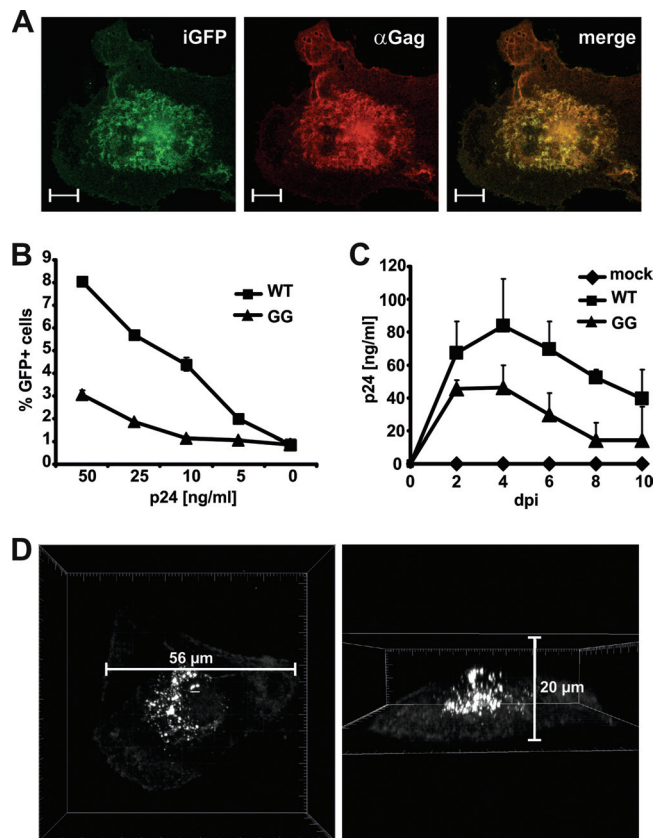 A
iGFP
αGag
merge
B
% GFP+ cells
9
8
7
6
5
4
3
2
1
0
50 25 10 5 0
p24 [ng/ml]
WT
GG
C
p24 [ng/ml]
120
100
80
60
40
20
0
0 2 4 6 8 10
dpi
mock
WT
GG
D
56 µm
20 µm